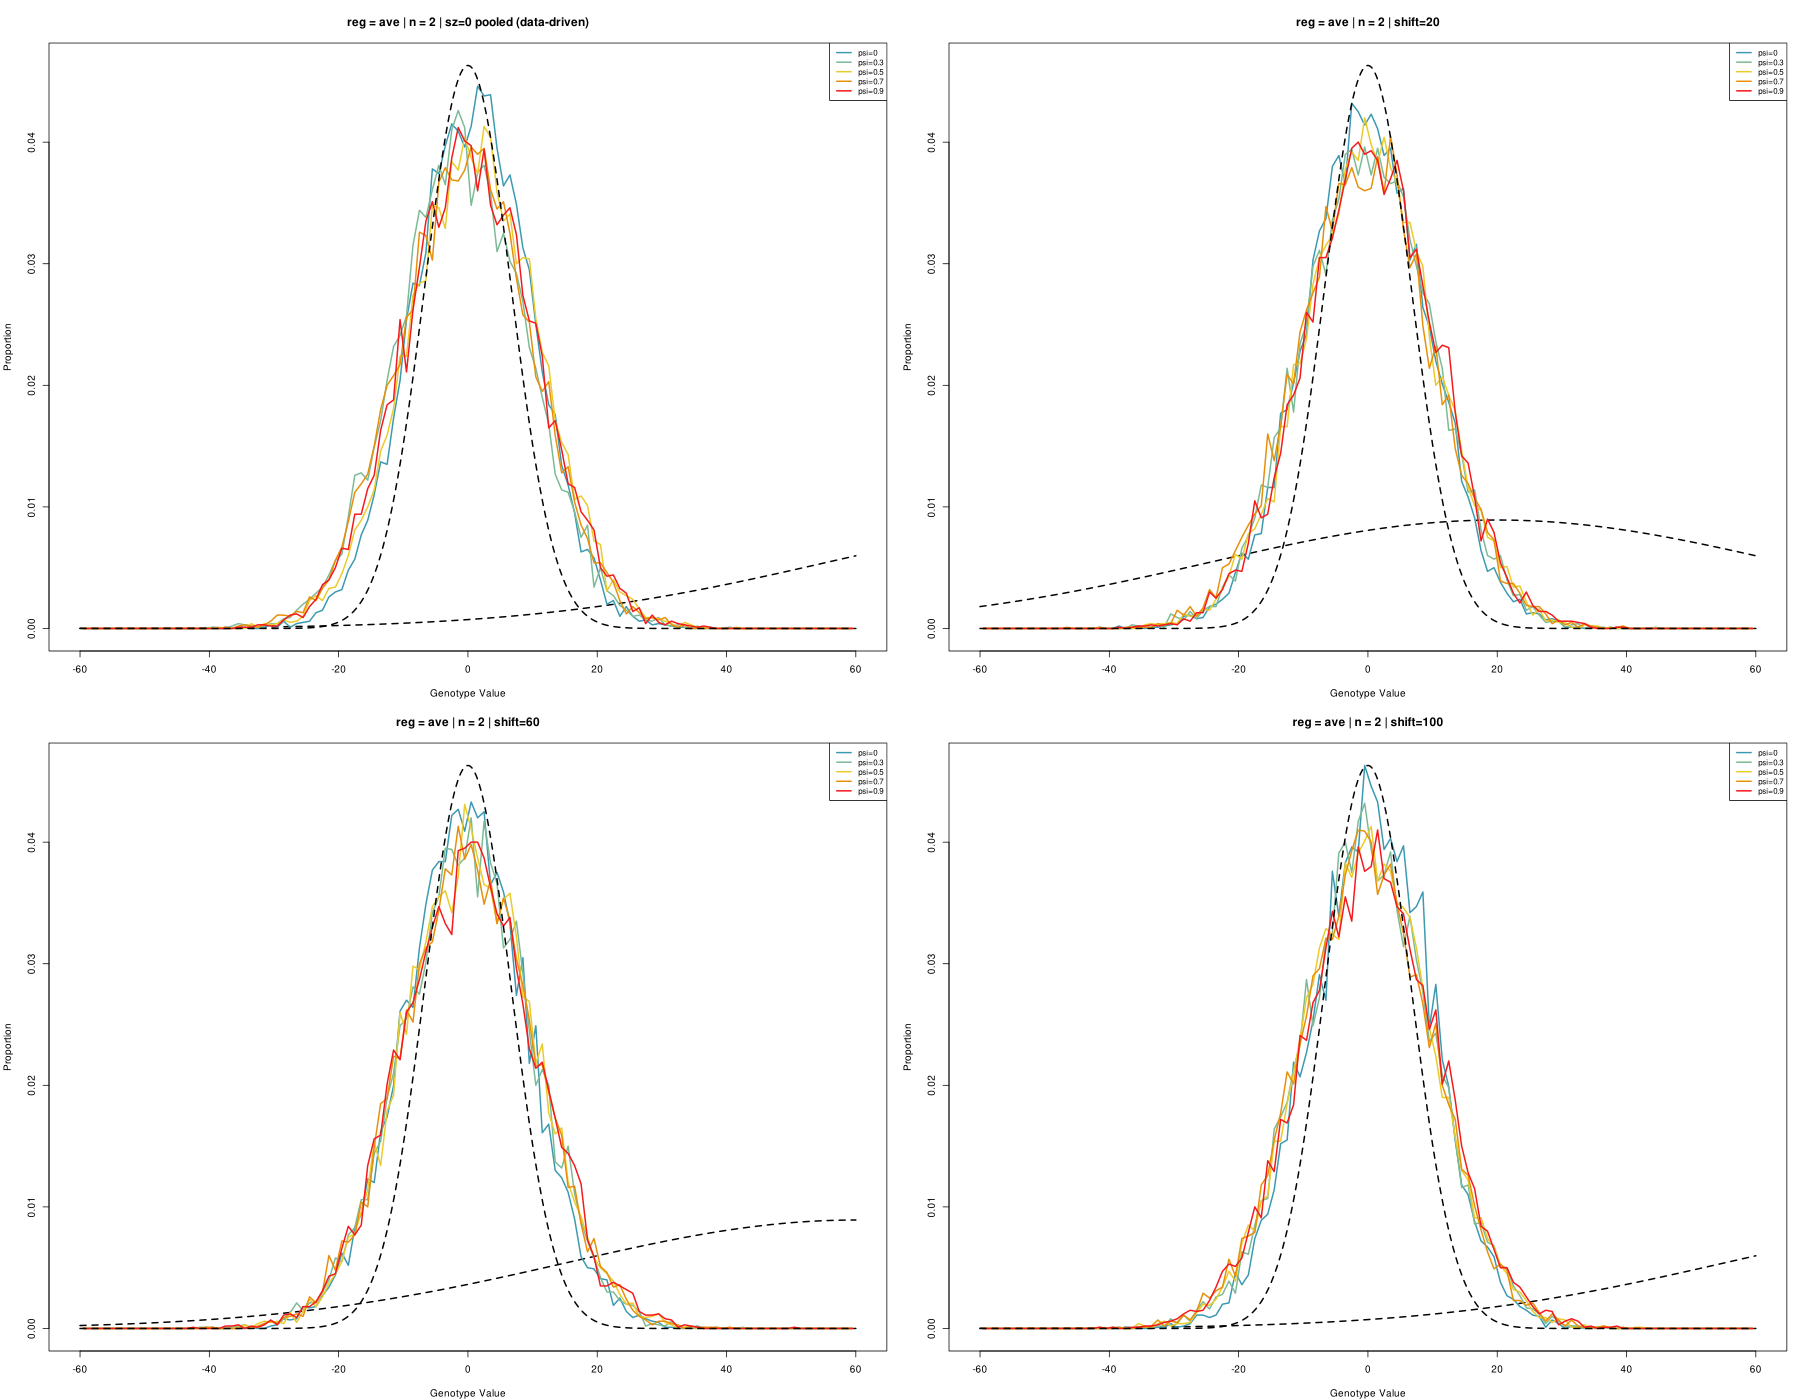 reg = ave | n = 2 | sz=0 pooled (data-driven)
psi=0
psi=0.3
psi=0.5
psi=0.7
psi=0.9
Proportion
0.04
0.03
0.02
0.01
0.00
-60 -40 -20 0 20 40 60
Genotype Value
reg = ave | n = 2 | shift=20
psi=0
psi=0.3
psi=0.5
psi=0.7
psi=0.9
Proportion
0.04
0.03
0.02
0.01
0.00
-60 -40 -20 0 20 40 60
Genotype Value
reg = ave | n = 2 | shift=60
psi=0
psi=0.3
psi=0.5
psi=0.7
psi=0.9
Proportion
0.04
0.03
0.02
0.01
0.00
-60 -40 -20 0 20 40 60
Genotype Value
reg = ave | n = 2 | shift=100
psi=0
psi=0.3
psi=0.5
psi=0.7
psi=0.9
Proportion
0.04
0.03
0.02
0.01
0.00
-60 -40 -20 0 20 40 60
Genotype Value